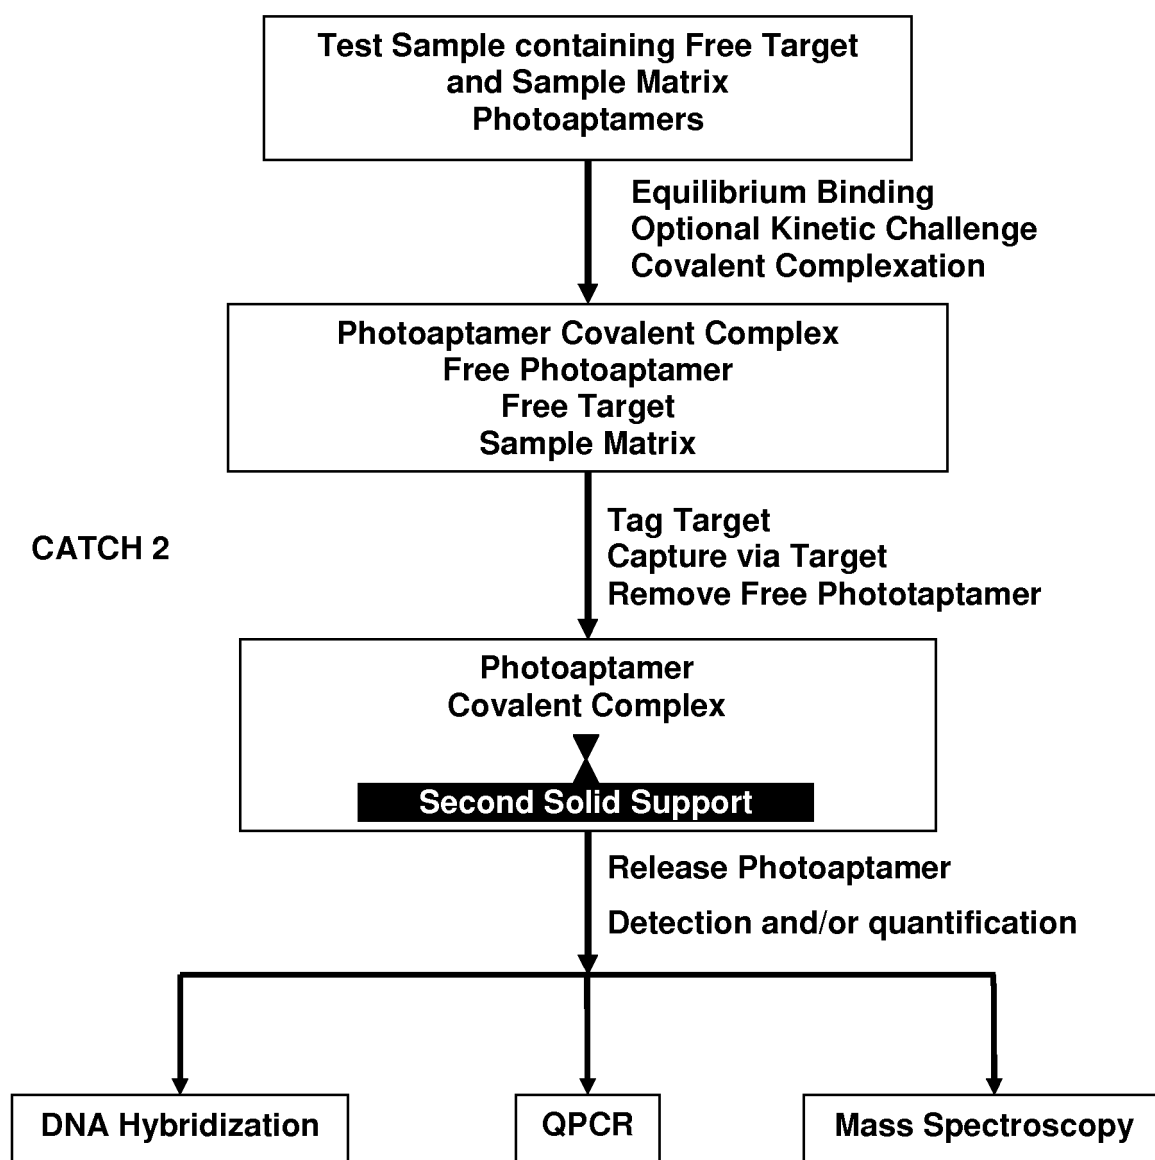 Test Sample containing Free Target
and Sample Matrix
Photoaptamers
Equilibrium Binding
Optional Kinetic Challenge
Covalent Complexation
Photoaptamer Covalent Complex
Free Photoaptamer
Free Target
Sample Matrix
CATCH 2
Tag Target
Capture via Target
Remove Free Phototaptamer
Photoaptamer
Covalent Complex
Second Solid Support
Release Photoaptamer
Detection and/or quantification
DNA Hybridization
QPCR
Mass Spectroscopy